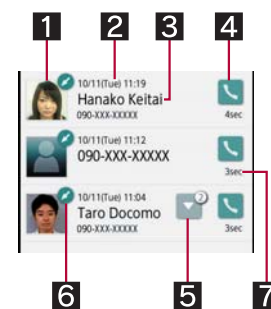 1 2 3 4
10/11(Tue) 11:19
Hanako Keitai
090-XXX-XXXXX
4sec
10/11(Tue) 11:12
090-XXX-XXXXX
3sec
10/11(Tue) 11:04
2
Taro Docomo
090-XXX-XXXXX
3sec
6 5 7